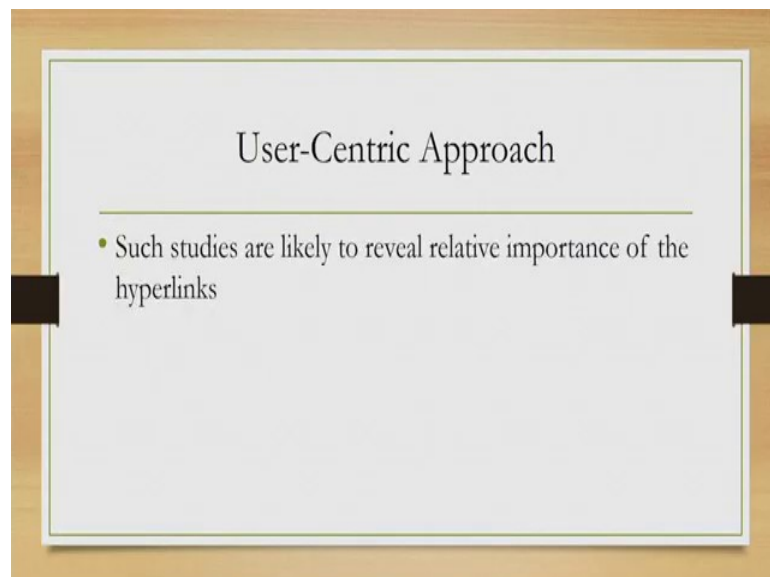 User-Centric Approach
• Such studies are likely to reveal relative importance of the
hyperlinks